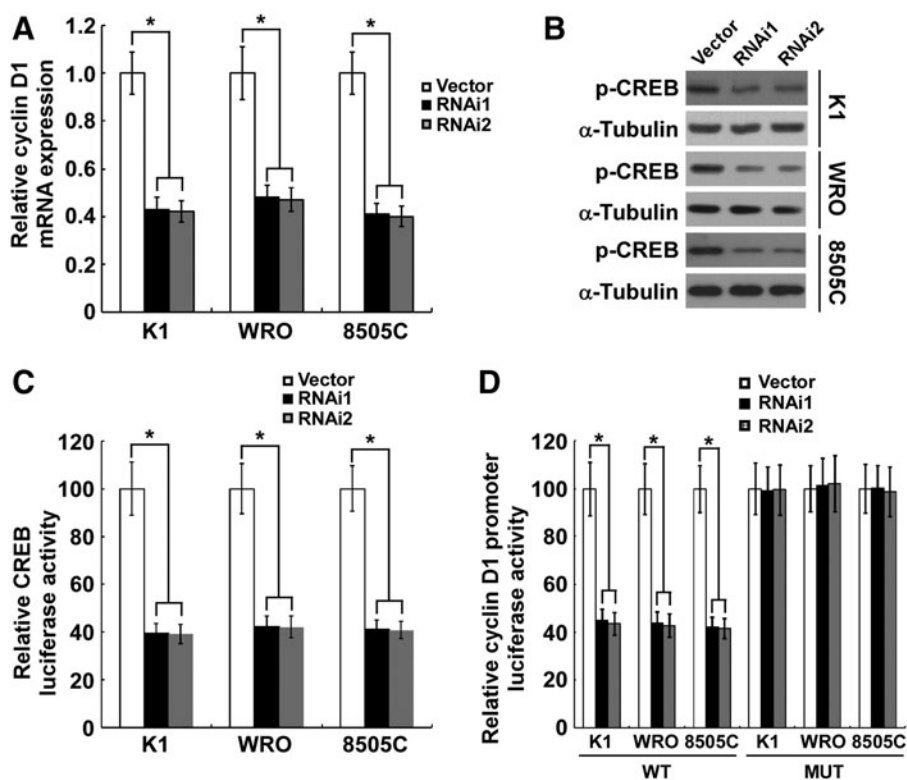 A
Relative cyclin D1
mRNA expression
1.2
1.0
0.8
0.6
0.4
0.2
0
*
*
*
Vector
RNAi1
RNAi2
K1 WRO 8505C
B
Vector RNAi1 RNAi2
p-CREB
α-Tubulin
K1
p-CREB
α-Tubulin
WRO
p-CREB
α-Tubulin
8505C
C
Vector
RNAi1
RNAi2
Relative CREB
luciferase activity
120
100
80
60
40
20
0
*
*
*
K1 WRO 8505C
D
Vector
RNAi1
RNAi2
Relative cyclin D1 promoter
luciferase activity
120
100
80
60
40
20
0
*
*
*
K1 WRO 8505C K1 WRO 8505C
WT MUT